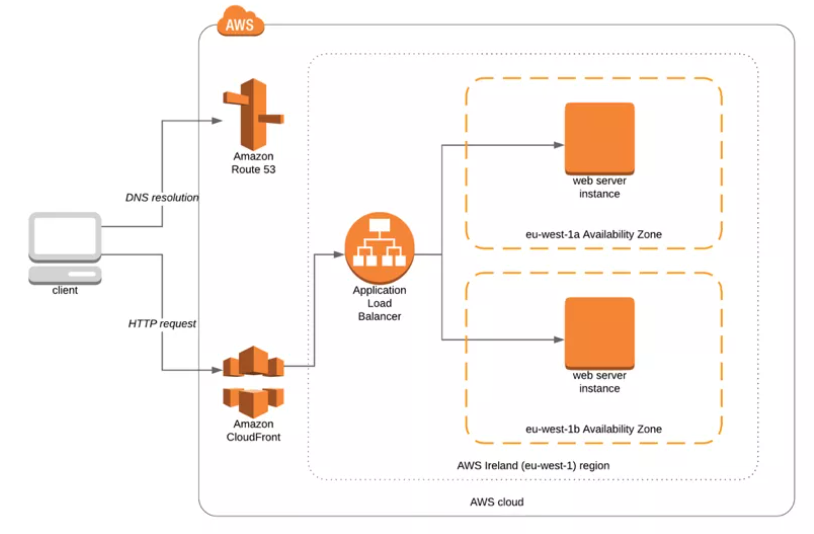 AWS
Amazon
Route 53
DNS resolution
client
HTTP request
Amazon
CloudFront
Application
Load
Balancer
web server
instance
eu-west-1a Availability Zone
web server
instance
eu-west-1b Availability Zone
AWS Ireland (eu-west-1) region
AWS cloud